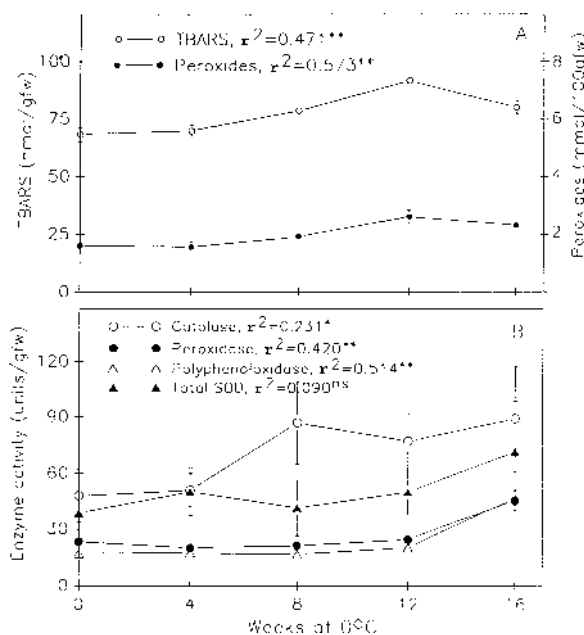 A
TBARS, r²=0.471**
Peroxides, r²=0.573**
100
75
50
25
0
TBARS (nmol/gfw)
8
6
4
2
Peroxides (mmol/100gfw)
B
Catalase, r²=0.231*
Peroxidase, r²=0.420**
Polyphenoloxidase, r²=0.514**
Total SOD, r²=0.090ns
120
90
60
30
0
Enzyme activity (units/gfw)
0 4 8 12 16
Weeks at 0ºC